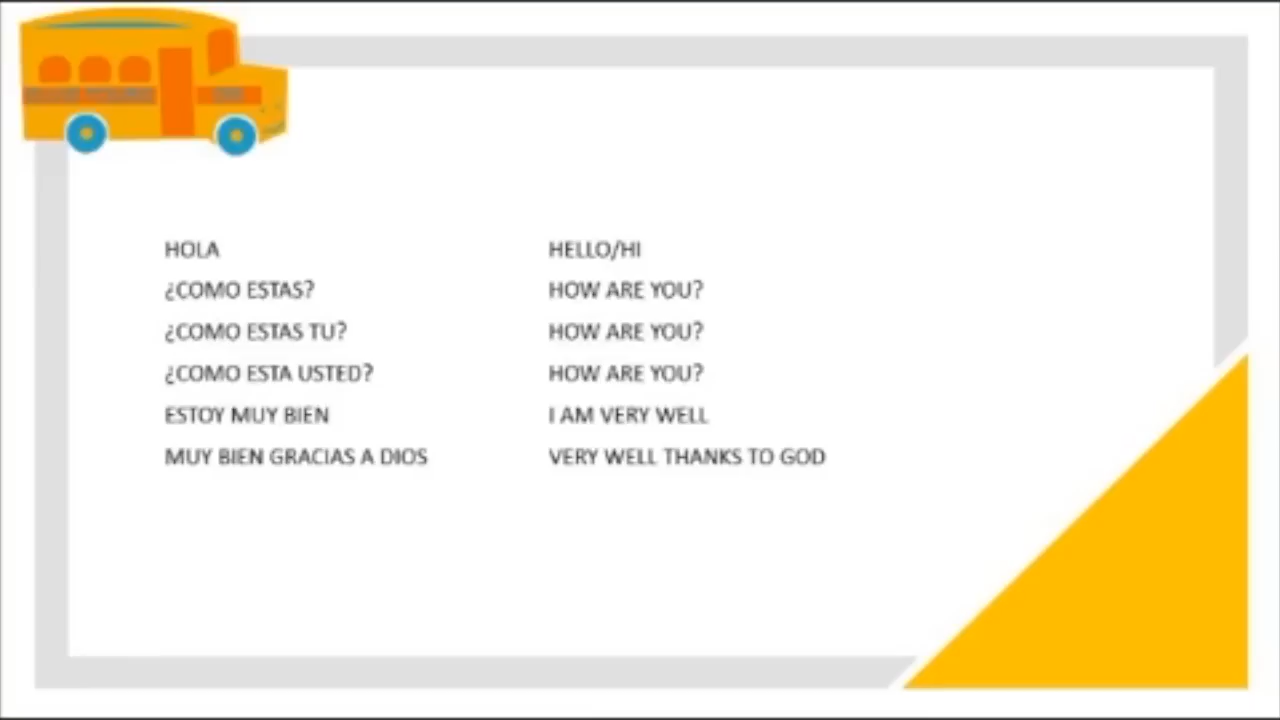 HOLA HELLO/HI
¿COMO ESTAS? HOW ARE YOU?
¿COMO ESTAS TU? HOW ARE YOU?
¿COMO ESTA USTED? HOW ARE YOU?
ESTOY MUY BIEN I AM VERY WELL
MUY BIEN GRACIAS A DIOS VERY WELL THANKS TO GOD